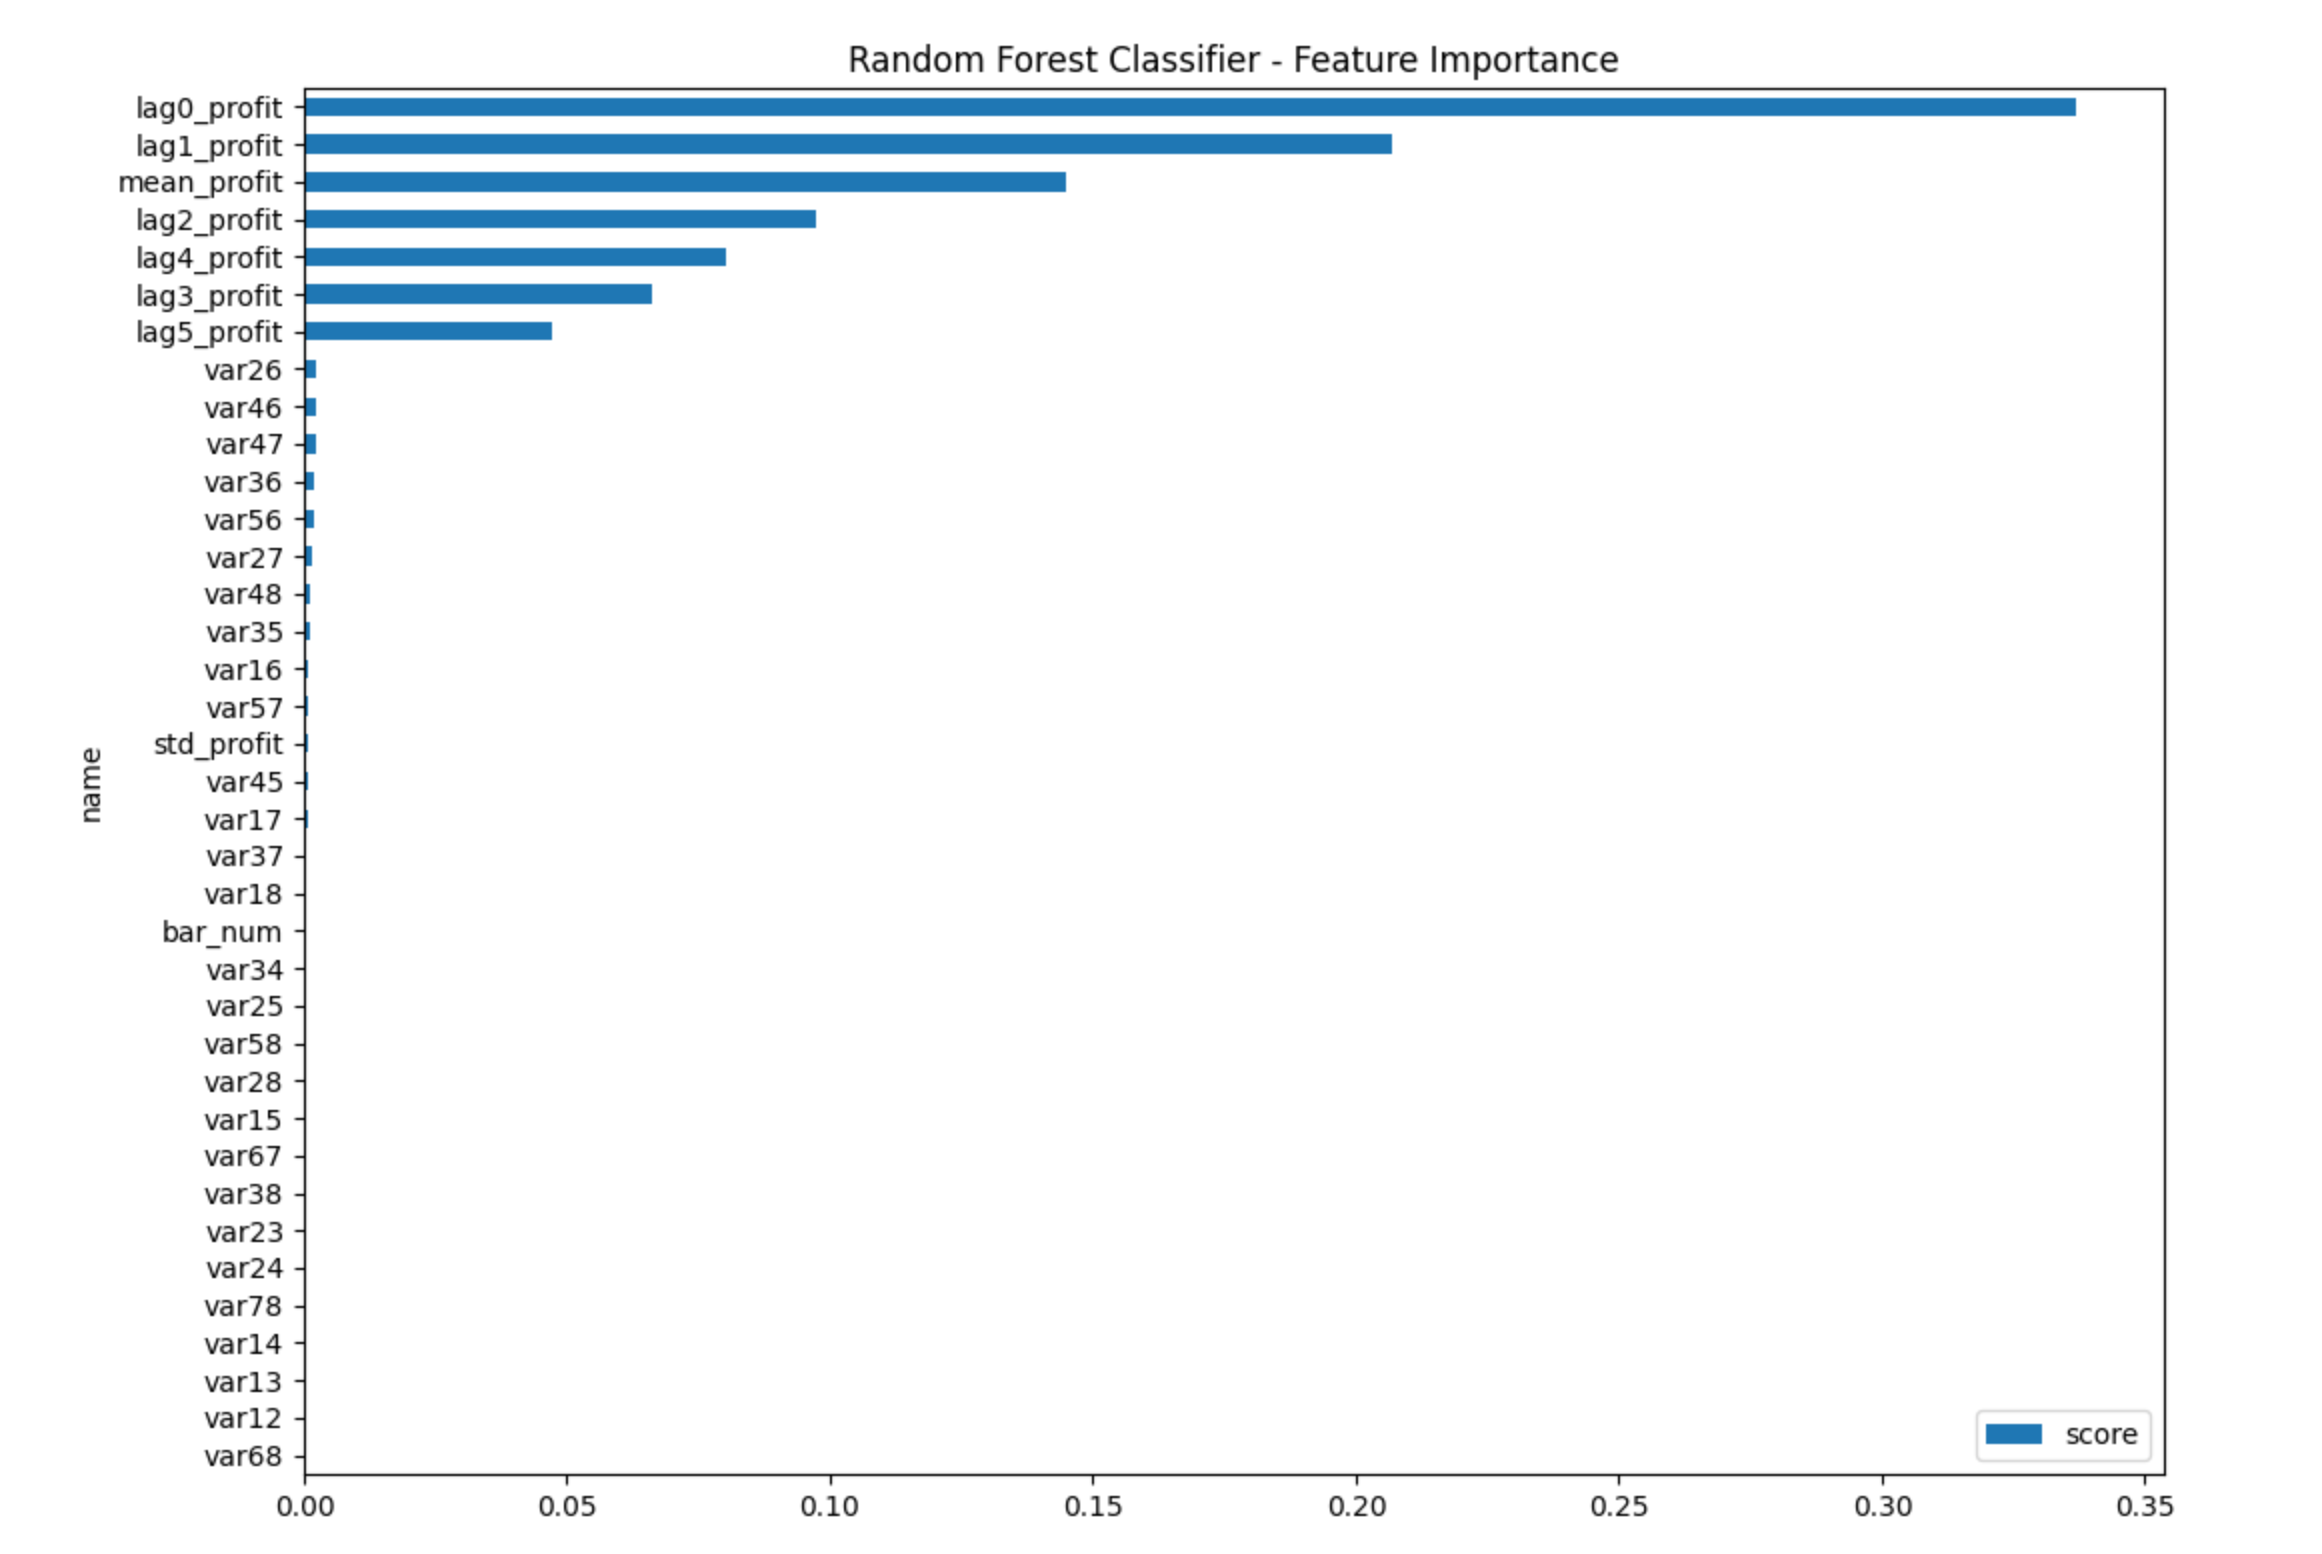 Random Forest Classifier - Feature Importance
lag0_profit
lag1_profit
mean_profit
lag2_profit
lag4_profit
lag3_profit
lag5_profit
var26
var46
var47
var36
var56
var27
var48
var35
var16
var57
std_profit
var45
var17
var37
var18
bar_num
var34
var25
var58
var28
var15
var67
var38
var23
var24
var78
var14
var13
var12
var68
name
score
0.00 0.05 0.10 0.15 0.20 0.25 0.30 0.35